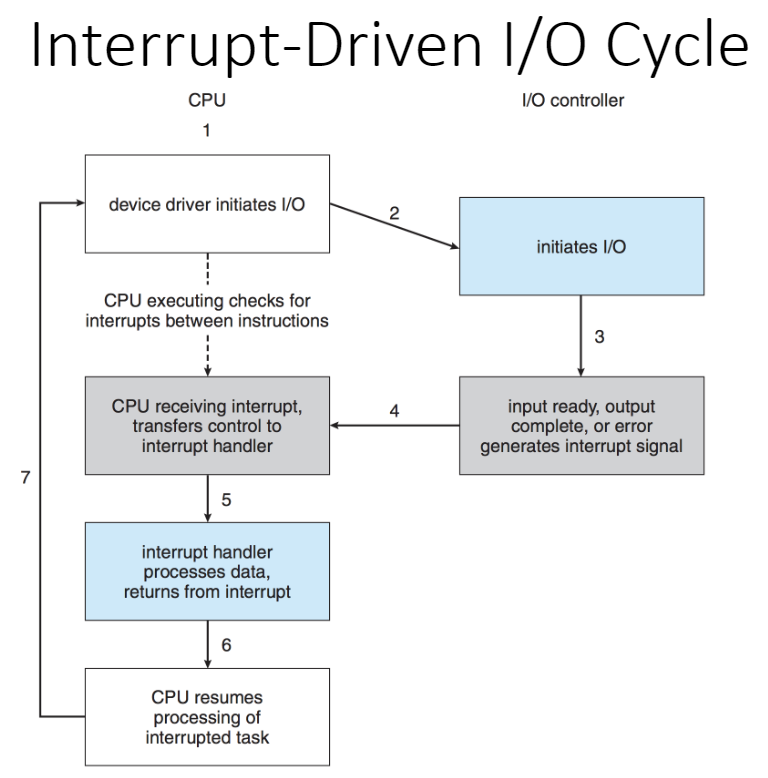 Interrupt-Driven I/O Cycle
CPU
I/O controller
1
device driver initiates I/O
2
initiates I/O
CPU executing checks for
interrupts between instructions
3
CPU receiving interrupt,
transfers control to
interrupt handler
4
input ready, output
complete, or error
generates interrupt signal
7
5
interrupt handler
processes data,
returns from interrupt
6
CPU resumes
processing of
interrupted task